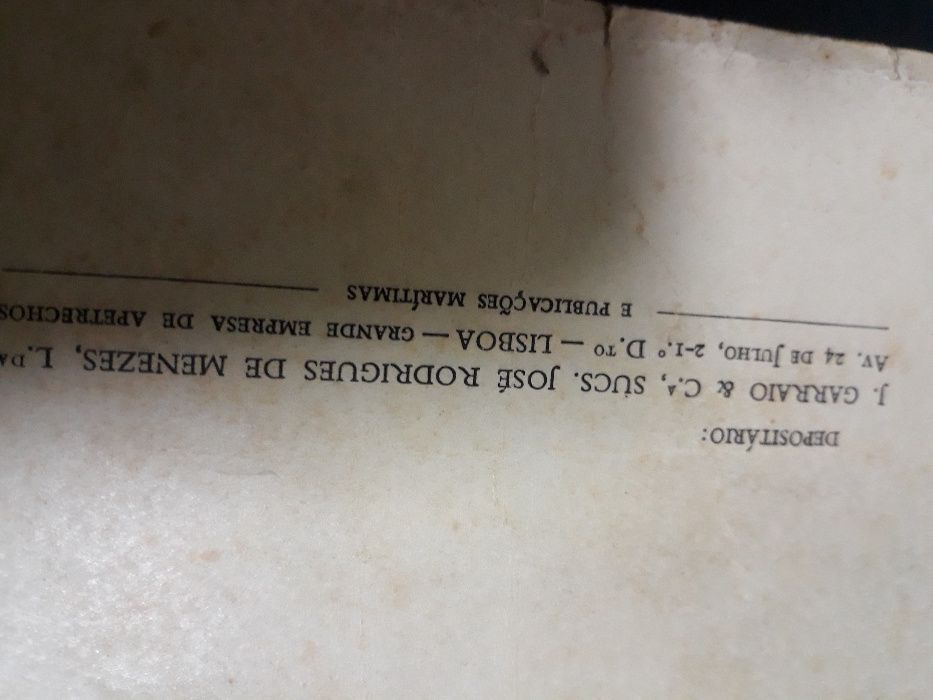 DEPOSITÁRIO:
J. GARRAIO & C.ᴬ, SÚCS. JOSÉ RODRIGUES DE MENEZES, L.ᴰᴬ
AV. 24 DE JULHO, 2-1.º D.ᵀᴼ — LISBOA — GRANDE EMPRESA DE APETRECHOS
E PUBLICAÇÕES MARÍTIMAS